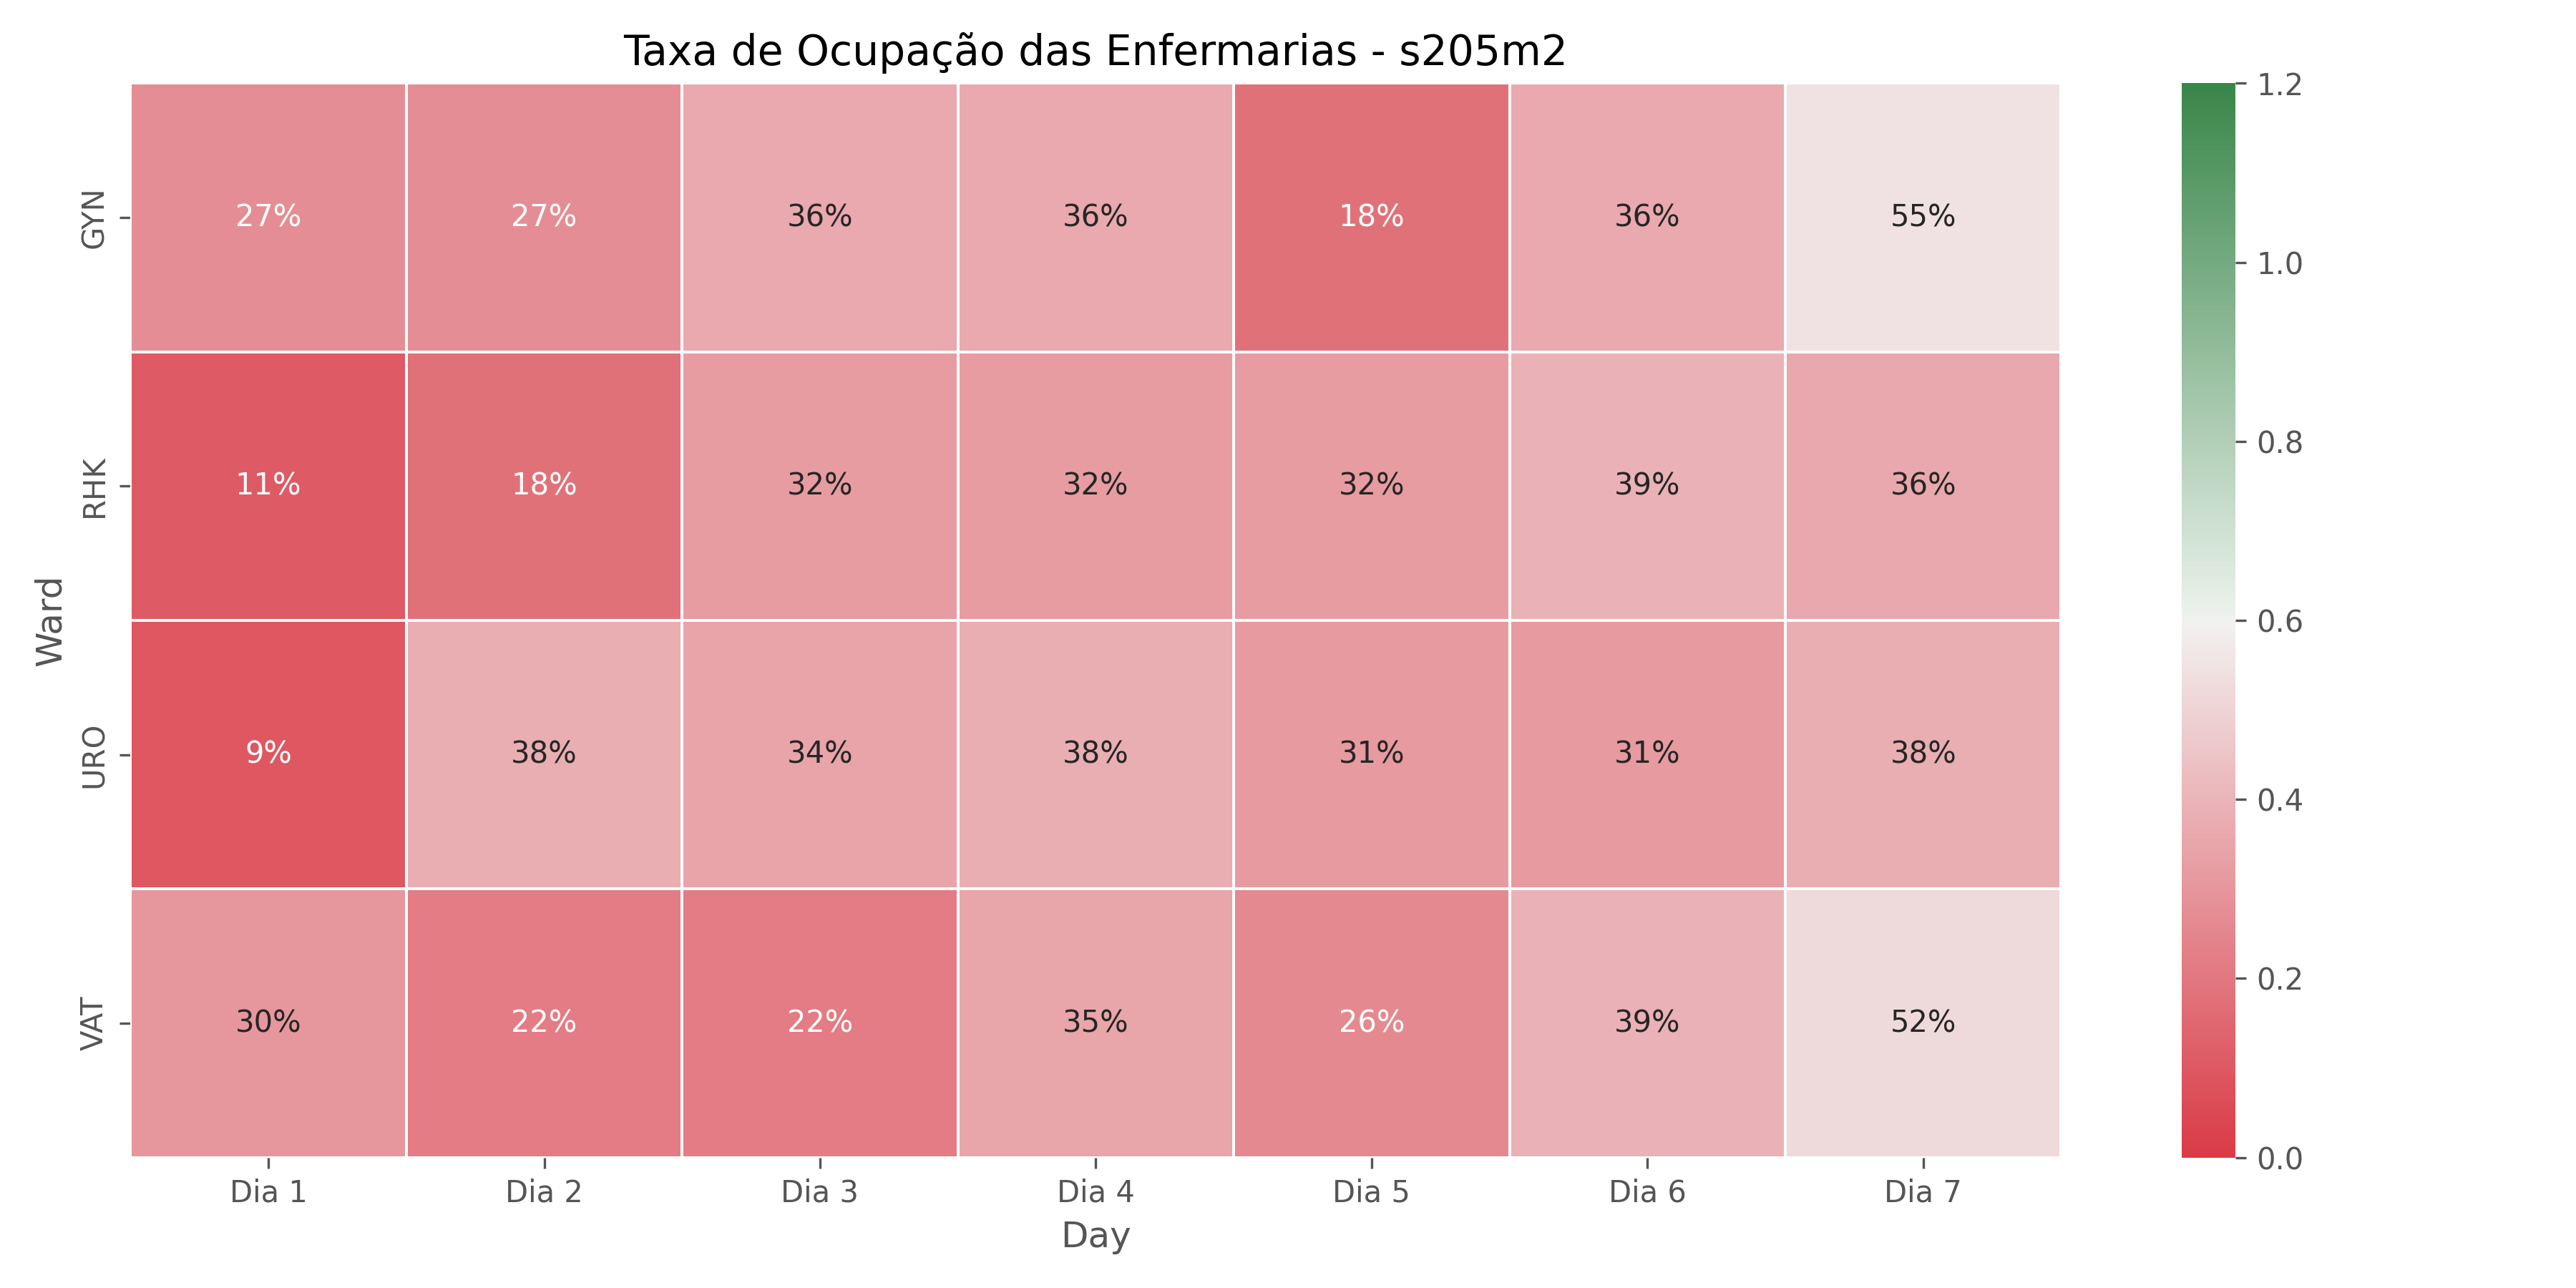 Taxa de Ocupação das Enfermarias - s205m2
Ward
GYN
27% 27% 36% 36% 18% 36% 55%
RHK
11% 18% 32% 32% 32% 39% 36%
URO
9% 38% 34% 38% 31% 31% 38%
VAT
30% 22% 22% 35% 26% 39% 52%
Dia 1 Dia 2 Dia 3 Dia 4 Dia 5 Dia 6 Dia 7
Day
1.2
1.0
0.8
0.6
0.4
0.2
0.0